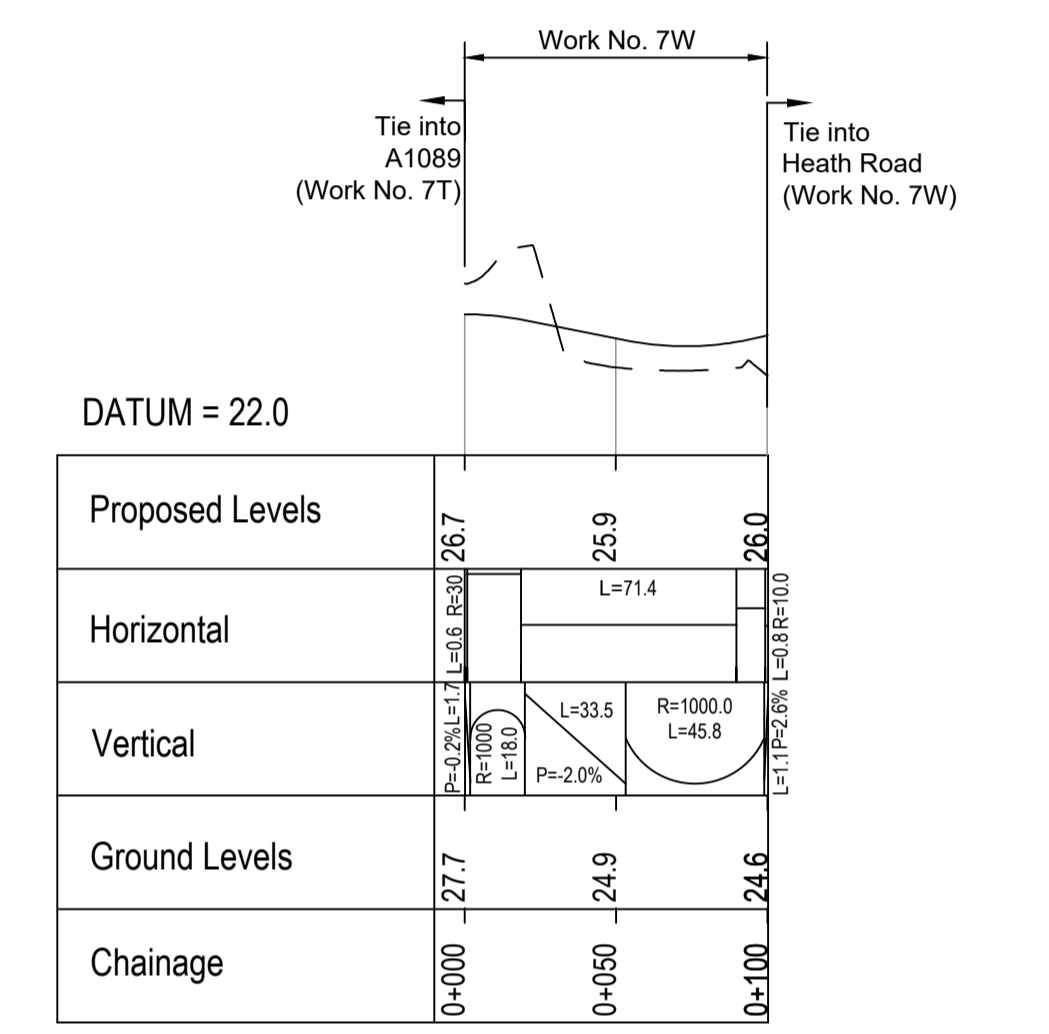 Work No. 7W
Tie into
A1089
(Work No. 7T)
Tie into
Heath Road
(Work No. 7W)
DATUM = 22.0
Proposed Levels
26.7
25.9
26.0
Horizontal
L=0.6 R=30
L=71.4
L=0.8 R=10.0
Vertical
P=-0.2% L=1.7
R=1000
L=18.0
L=33.5
P=-2.0%
R=1000.0
L=45.8
L=1.1 P=2.6%
Ground Levels
27.7
24.9
24.6
Chainage
0+000
0+050
0+100